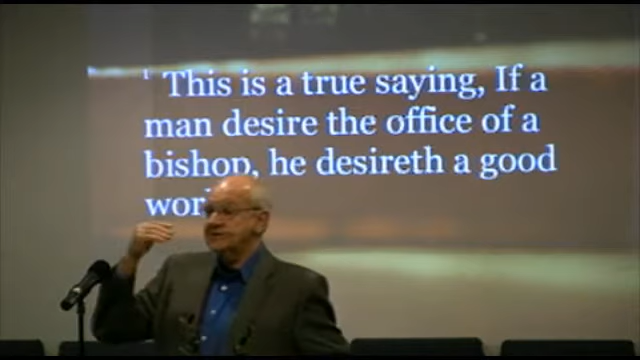 1 This is a true saying, If a
man desire the office of a
bishop, he desireth a good